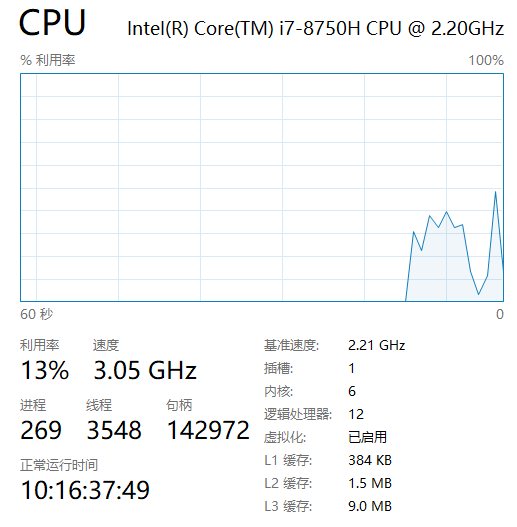 CPU Intel(R) Core(TM) i7-8750H CPU @ 2.20GHz
% 利用率 100%
60 秒 0
利用率 速度
13% 3.05 GHz
进程 线程 句柄
269 3548 142972
正常运行时间
10:16:37:49
基准速度: 2.21 GHz
插槽: 1
内核: 6
逻辑处理器: 12
虚拟化: 已启用
L1 缓存: 384 KB
L2 缓存: 1.5 MB
L3 缓存: 9.0 MB